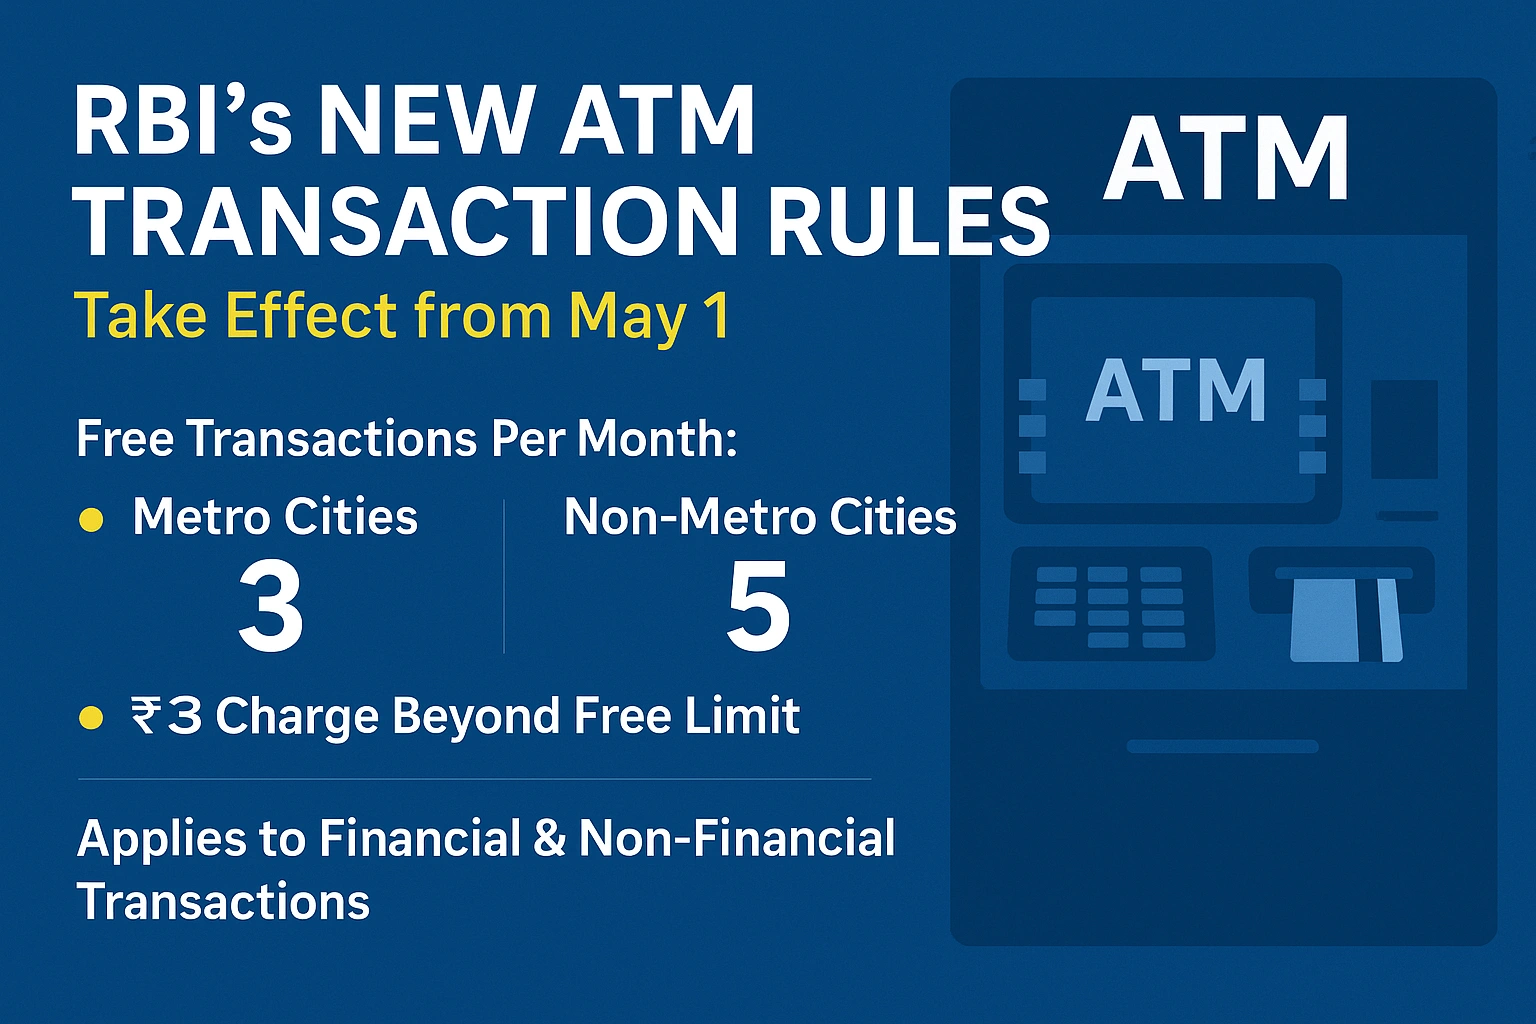 RBI’s NEW ATM
TRANSACTION RULES
Take Effect from May 1
Free Transactions Per Month:
Metro Cities
3
Non-Metro Cities
5
₹3 Charge Beyond Free Limit
Applies to Financial & Non-Financial
Transactions
ATM
ATM